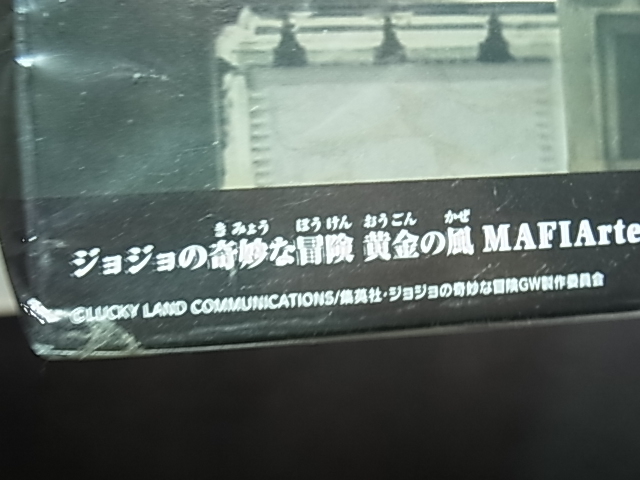 きみょう ぼうけん おうごん かぜ
ジョジョの奇妙な冒険 黄金の風 MAFIArte
©LUCKY LAND COMMUNICATIONS/集英社・ジョジョの奇妙な冒険GW製作委員会